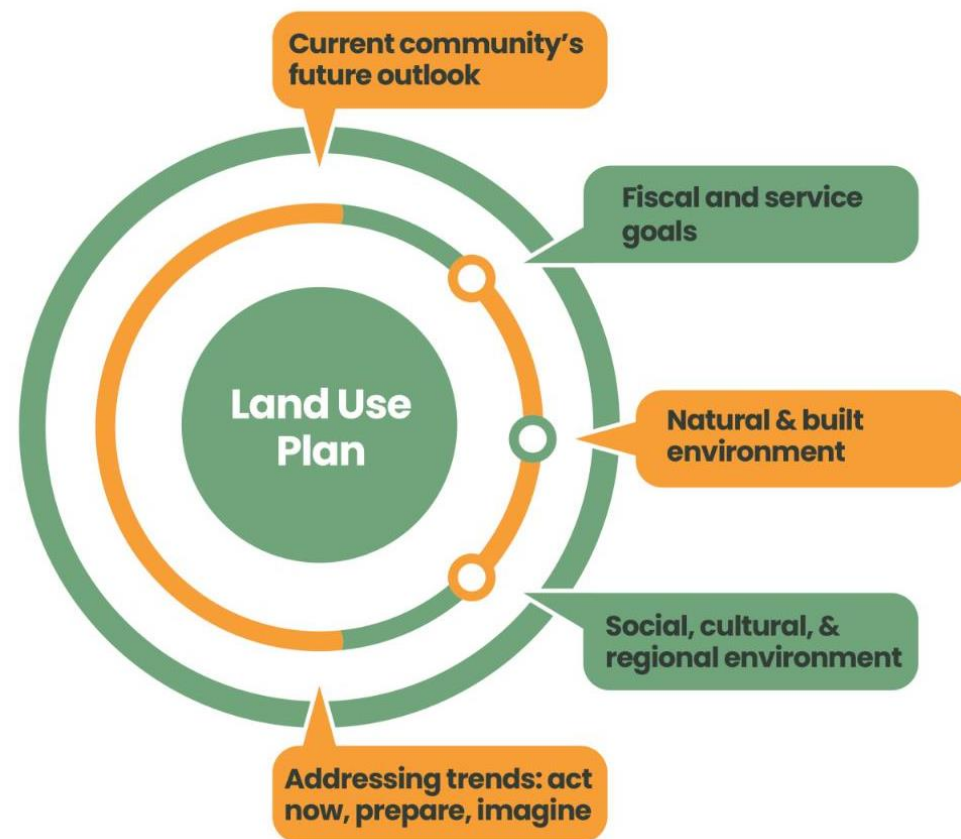 Current community's
future outlook
Fiscal and service
goals
Land Use
Plan
Natural & built
environment
Social, cultural, &
regional environment
Addressing trends: act
now, prepare, imagine